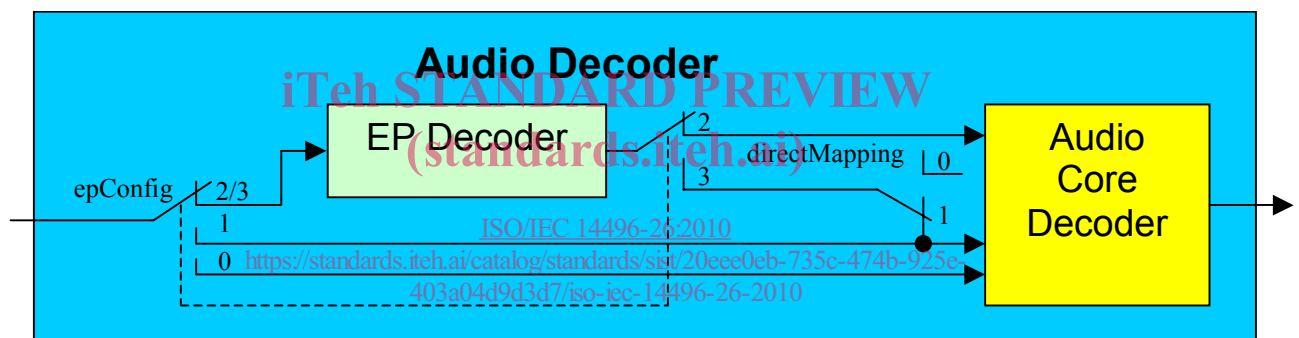 Audio Decoder
iTeh STANDARD PREVIEW
(standards.iteh.ai)
EP Decoder
2
directMapping
0
Audio
Core
Decoder
epConfig
2/3
3
1
1
ISO/IEC 14496-26:2010
0
https://standards.iteh.ai/catalog/standards/sist/20eee0eb-735c-474b-925e-
403a04d9d3d7/iso-iec-14496-26-2010